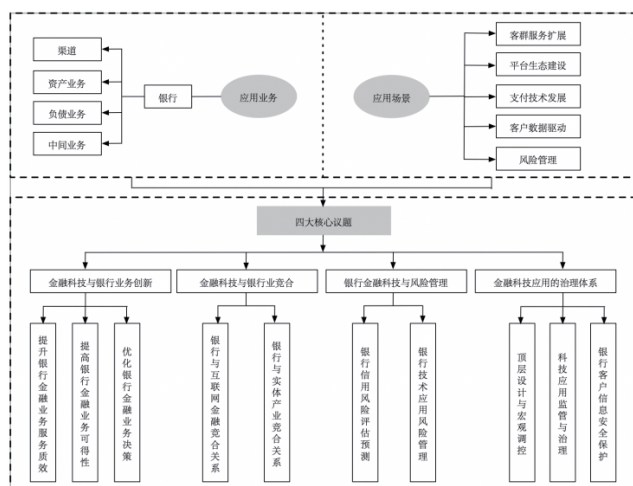 渠道
资产业务
负债业务
中间业务
银行
应用业务
应用场景
客群服务扩展
平台生态建设
支付技术发展
客户数据驱动
风险管理
四大核心议题
金融科技与银行业务创新
金融科技与银行业竞合
银行金融科技与风险管理
金融科技应用的治理体系
提升银行金融业务服务质效
提高银行金融业务可得性
优化银行金融业务决策
银行与互联网金融竞合关系
银行与实体产业竞合关系
银行信用风险评估预测
银行技术应用风险管理
顶层设计与宏观调控
科技应用监管与治理
银行客户信息安全保护